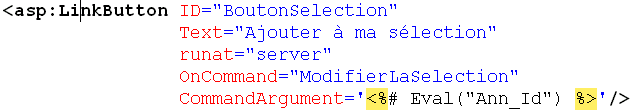 <asp:LinkButton ID="BoutonSelection"
Text="Ajouter à ma sélection"
runat="server"
OnCommand="ModifierLaSelection"
CommandArgument='<%# Eval("Ann_Id") %>'/>